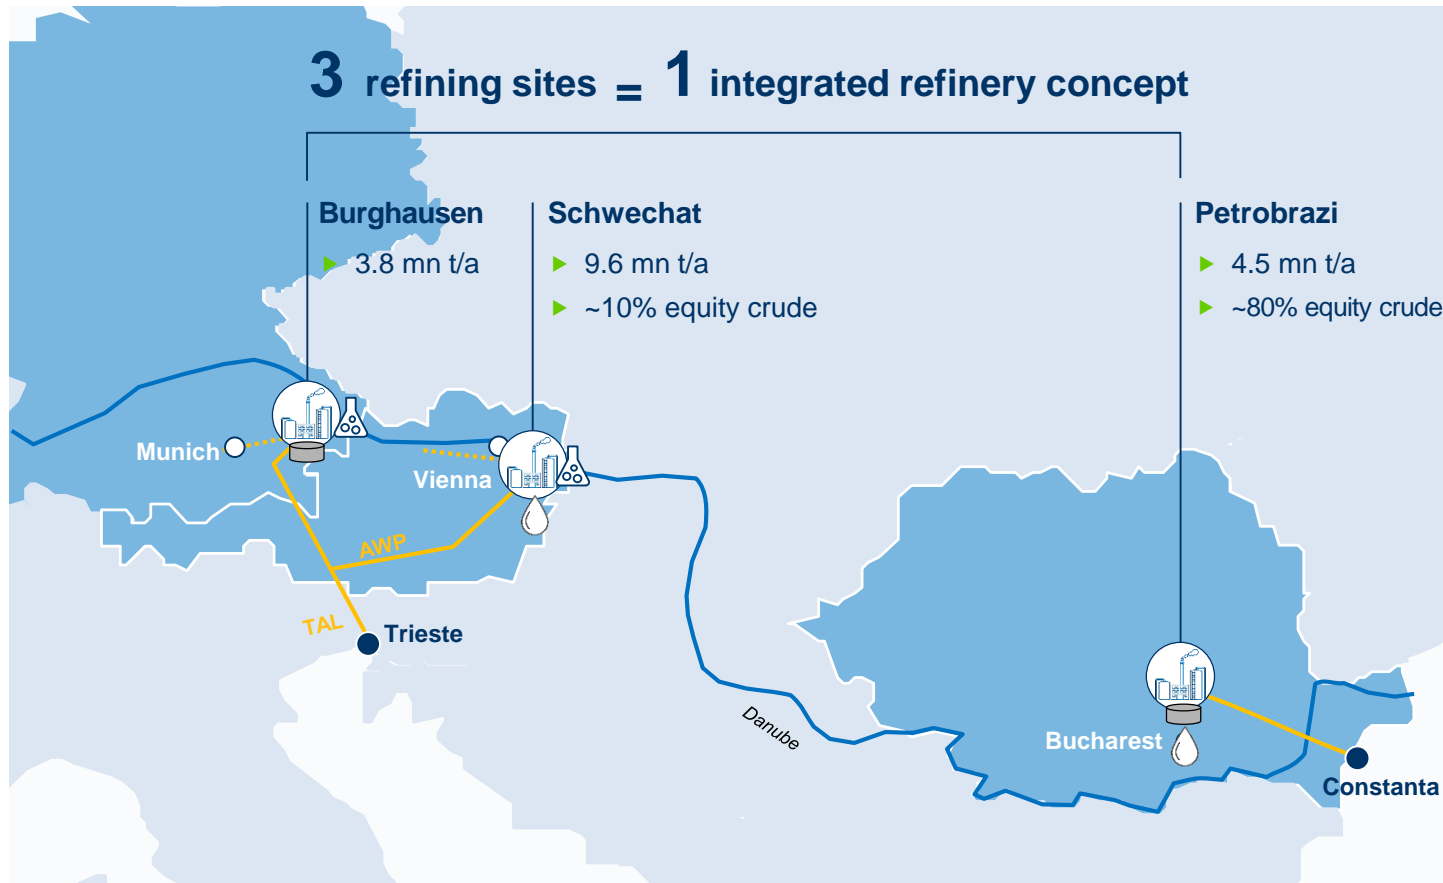 3 refining sites = 1 integrated refinery concept
Burghausen
3.8 mn t/a
Schwechat
9.6 mn t/a
~10% equity crude
Petrobrazi
4.5 mn t/a
~80% equity crude
Munich
Vienna
AWP
TAL
Trieste
Danube
Bucharest
Constanta